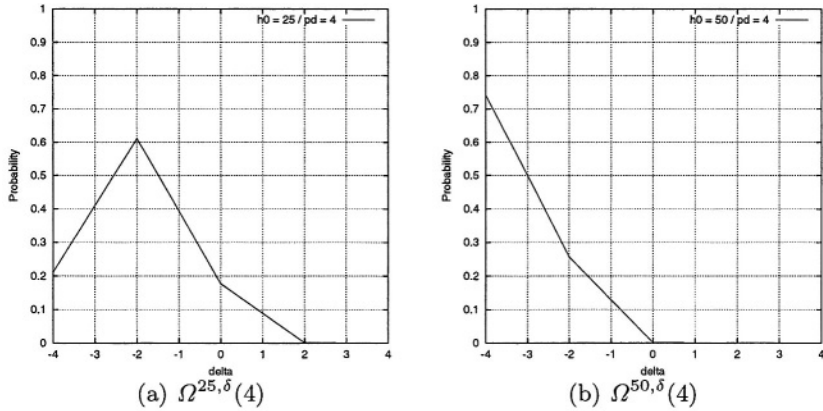 h0 = 25 / pd = 4
Probability
1
0.9
0.8
0.7
0.6
0.5
0.4
0.3
0.2
0.1
0
-4 -3 -2 -1 0 1 2 3 4
delta
(a) Ω^{25,δ}(4)
h0 = 50 / pd = 4
Probability
1
0.9
0.8
0.7
0.6
0.5
0.4
0.3
0.2
0.1
0
-4 -3 -2 -1 0 1 2 3 4
delta
(b) Ω^{50,δ}(4)